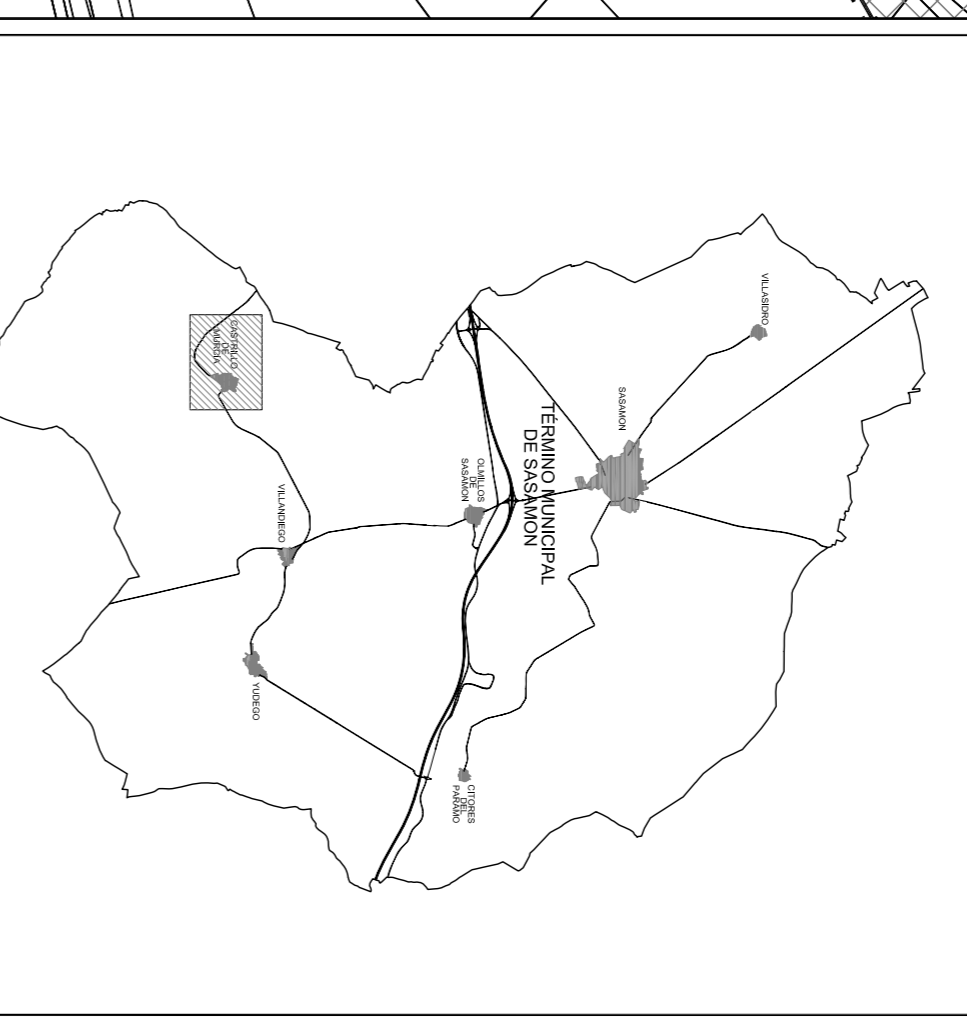 VILLASIDRO
SASAMON
TÉRMINO MUNICIPAL
DE SASAMON
OLMILLOS
DE
SASAMON
CITORES
DEL
PARAMO
VILLANDIEGO
CASTRILLO
DE
MURCIA
YUDEGO